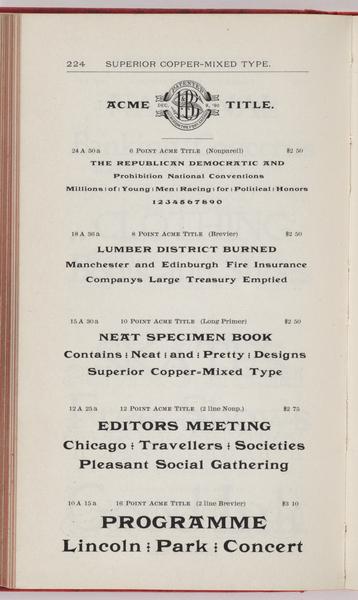 224 SUPERIOR COPPER-MIXED TYPE.
PATENTED
ACME DEC. 9, '90 TITLE.
24 A 50 a 6 POINT ACME TITLE (Nonpareil) $2 50
THE REPUBLICAN DEMOCRATIC AND
Prohibition National Conventions
Millions : of : Young : Men : Racing : for : Political : Honors
1234567890
18 A 36 a 8 POINT ACME TITLE (Brevier) $2 50
LUMBER DISTRICT BURNED
Manchester and Edinburgh Fire Insurance
Companys Large Treasury Emptied
15 A 30 a 10 POINT ACME TITLE (Long Primer) $2 50
NEAT SPECIMEN BOOK
Contains : Neat : and : Pretty : Designs
Superior Copper=Mixed Type
12 A 25 a 12 POINT ACME TITLE (2 line Nonp.) $2 75
EDITORS MEETING
Chicago : Travellers : Societies
Pleasant Social Gathering
10 A 15 a 16 POINT ACME TITLE (2 line Brevier) $3 10
PROGRAMME
Lincoln : Park : Concert